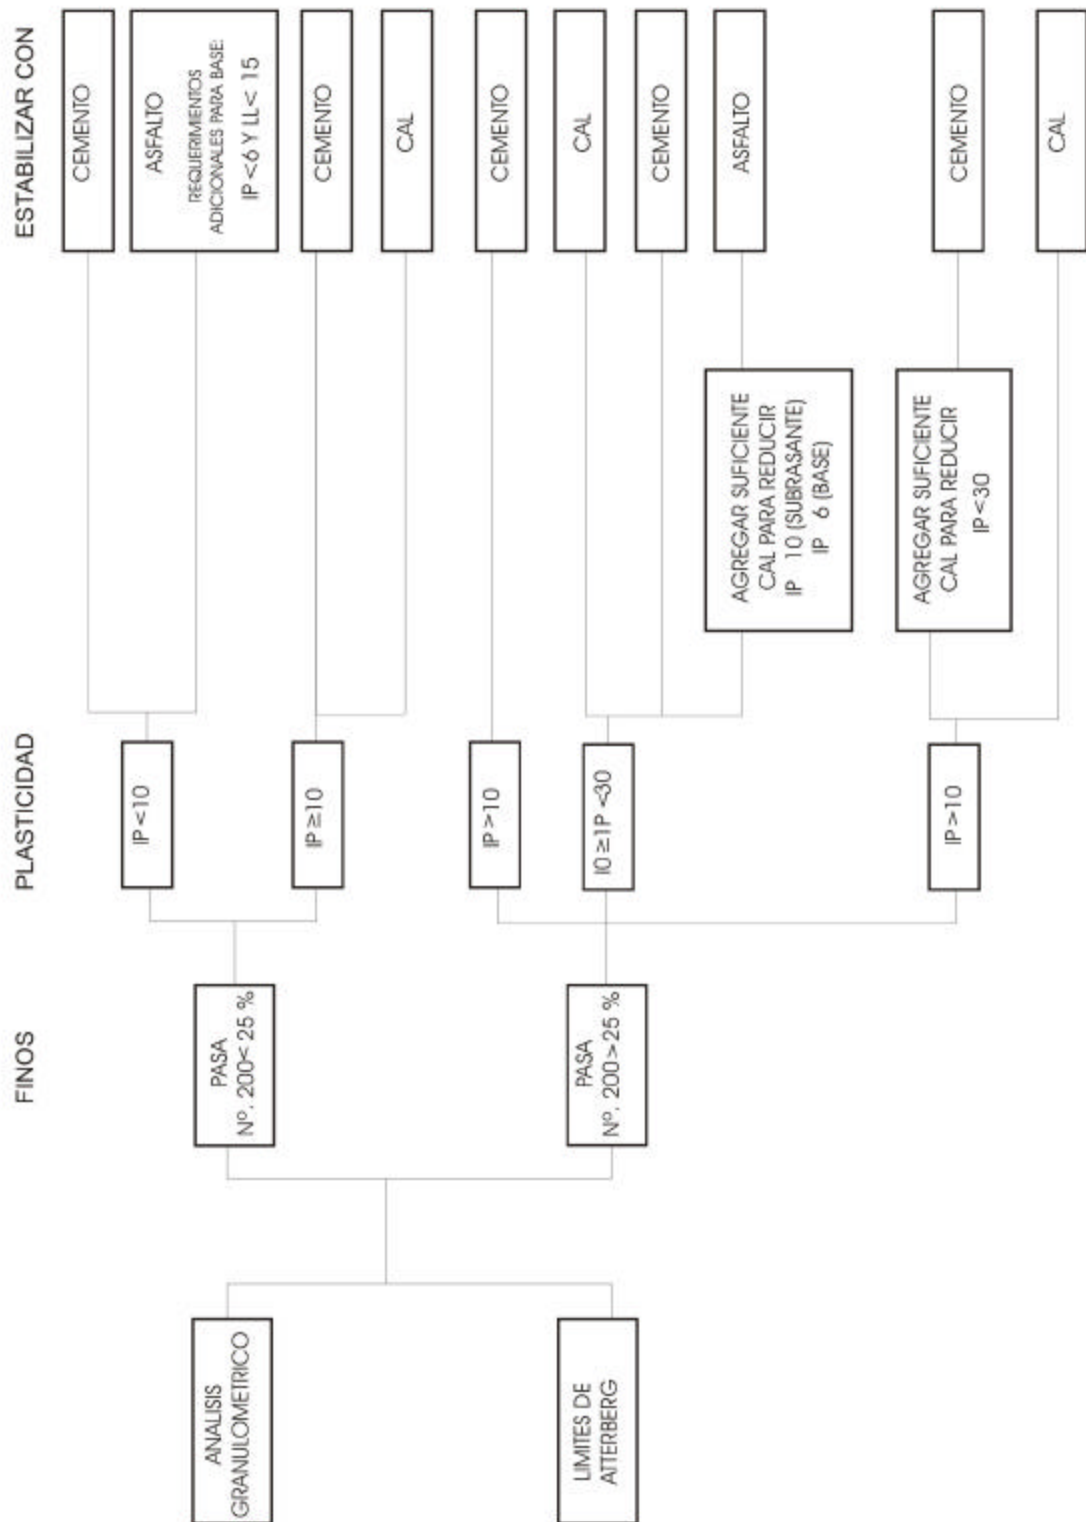 ANALISIS
GRANULOMETRICO
LIMITES DE
ATTERBERG
FINOS
PASA
Nº. 200< 25 %
PASA
Nº. 200>25 %
PLASTICIDAD
IP <10
IP ≥10
IP >10
I0 ≥1P <30
IP >10
AGREGAR SUFICIENTE
CAL PARA REDUCIR
IP 10 (SUBRASANTE)
IP 6 (BASE)
AGREGAR SUFICIENTE
CAL PARA REDUCIR
IP<30
ESTABILIZAR CON
CEMENTO
ASFALTO
REQUERIMIENTOS
ADICIONALES PARA BASE:
IP <6 Y LL< 15
CEMENTO
CAL
CEMENTO
CAL
CEMENTO
ASFALTO
CEMENTO
CAL